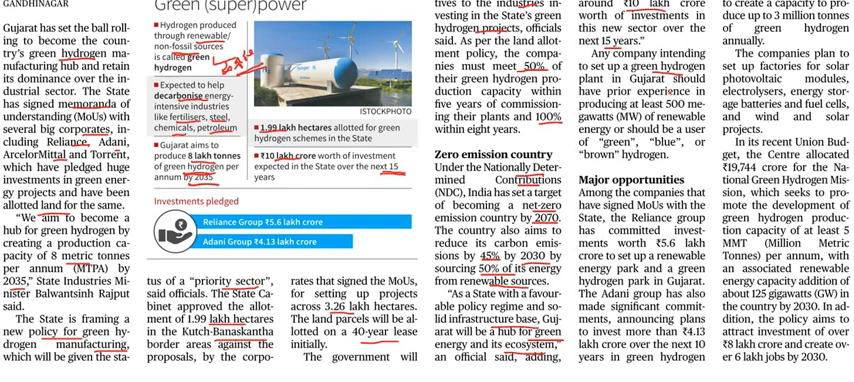 GANDHINAGAR
Gujarat has set the ball roll-
ing to become the coun-
try's green hydrogen ma-
nufacturing hub and retain
its dominance over the in-
dustrial sector. The State
has signed memoranda of
understanding (MoUs) with
several big corporates, in-
cluding Reliance, Adani,
ArcelorMittal and Torrent,
which have pledged huge
investments in green ener-
gy projects and have been
allotted land for the same.
"We aim to become a
hub for green hydrogen by
creating a production ca-
pacity of 8 metric tonnes
per annum (MTPA) by
2035," State Industries Mi-
nister Balwantsinh Rajput
said.
The State is framing a
new policy for green hy-
drogen manufacturing,
which will be given the sta-
Green (super)power
Hydrogen produced
through renewable/
non-fossil sources
is called green
hydrogen
Expected to help
decarbonise energy-
intensive industries
like fertilisers, steel,
chemicals, petroleum
Gujarat aims to
produce 8 lakh tonnes
of green hydrogen per
annum by 2035
ISTOCKPHOTO
1.99 lakh hectares allotted for green
hydrogen schemes in the State
₹10 lakh crore worth of investment
expected in the State over the next 15
years
Investments pledged
Reliance Group ₹5.6 lakh crore
Adani Group ₹4.13 lakh crore
tus of a "priority sector",
said officials. The State Ca-
binet approved the allot-
ment of 1.99 lakh hectares
in the Kutch-Banaskantha
border areas against the
proposals, by the corpo-
rates that signed the MoUs,
for setting up projects
across 3.26 lakh hectares.
The land parcels will be al-
lotted on a 40-year lease
initially.
The government will
tives to the industries in-
vesting in the State's green
hydrogen projects, officials
said. As per the land allot-
ment policy, the compa-
nies must meet 50% of
their green hydrogen pro-
duction capacity within
five years of commission-
ing their plants and 100%
within eight years.
Zero emission country
Under the Nationally Deter-
mined Contributions
(NDC), India has set a target
of becoming a net-zero
emission country by 2070.
The country also aims to
reduce its carbon emis-
sions by 45% by 2030 by
sourcing 50% of its energy
from renewable sources.
"As a State with a favour-
able policy regime and so-
lid infrastructure base, Guj-
arat will be a hub for green
energy and its ecosystem,"
an official said, adding,
around ₹10 lakh crore
worth of investments in
this new sector over the
next 15 years."
Any company intending
to set up a green hydrogen
plant in Gujarat should
have prior experience in
producing at least 500 me-
gawatts (MW) of renewable
energy or should be a user
of "green", "blue", or
"brown" hydrogen.
Major opportunities
Among the companies that
have signed MoUs with the
State, the Reliance group
has committed invest-
ments worth ₹5.6 lakh
crore to set up a renewable
energy park and a green
hydrogen park in Gujarat.
The Adani group has also
made significant commit-
ments, announcing plans
to invest more than ₹4.13
lakh crore over the next 10
years in green hydrogen
to create a capacity to pro-
duce up to 3 million tonnes
of green hydrogen
annually.
The companies plan to
set up factories for solar
photovoltaic modules,
electrolysers, energy stor-
age batteries and fuel cells,
and wind and solar
projects.
In its recent Union Bud-
get, the Centre allocated
₹19,744 crore for the Na-
tional Green Hydrogen Mis-
sion, which seeks to pro-
mote the development of
green hydrogen produc-
tion capacity of at least 5
MMT (Million Metric
Tonnes) per annum, with
an associated renewable
energy capacity addition of
about 125 gigawatts (GW) in
the country by 2030. In ad-
dition, the policy aims to
attract investment of over
₹8 lakh crore and create ov-
er 6 lakh jobs by 2030.